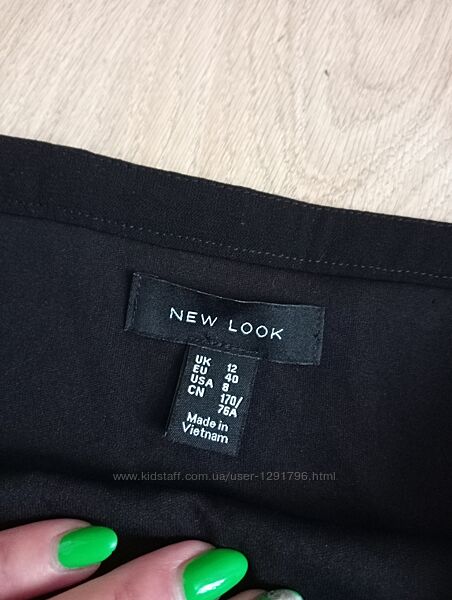 NEW LOOK
UK 12
EU 40
USA 8
CN 170/
76A
Made in
Vietnam
www.kidstaff.com.ua/user-1291796.html